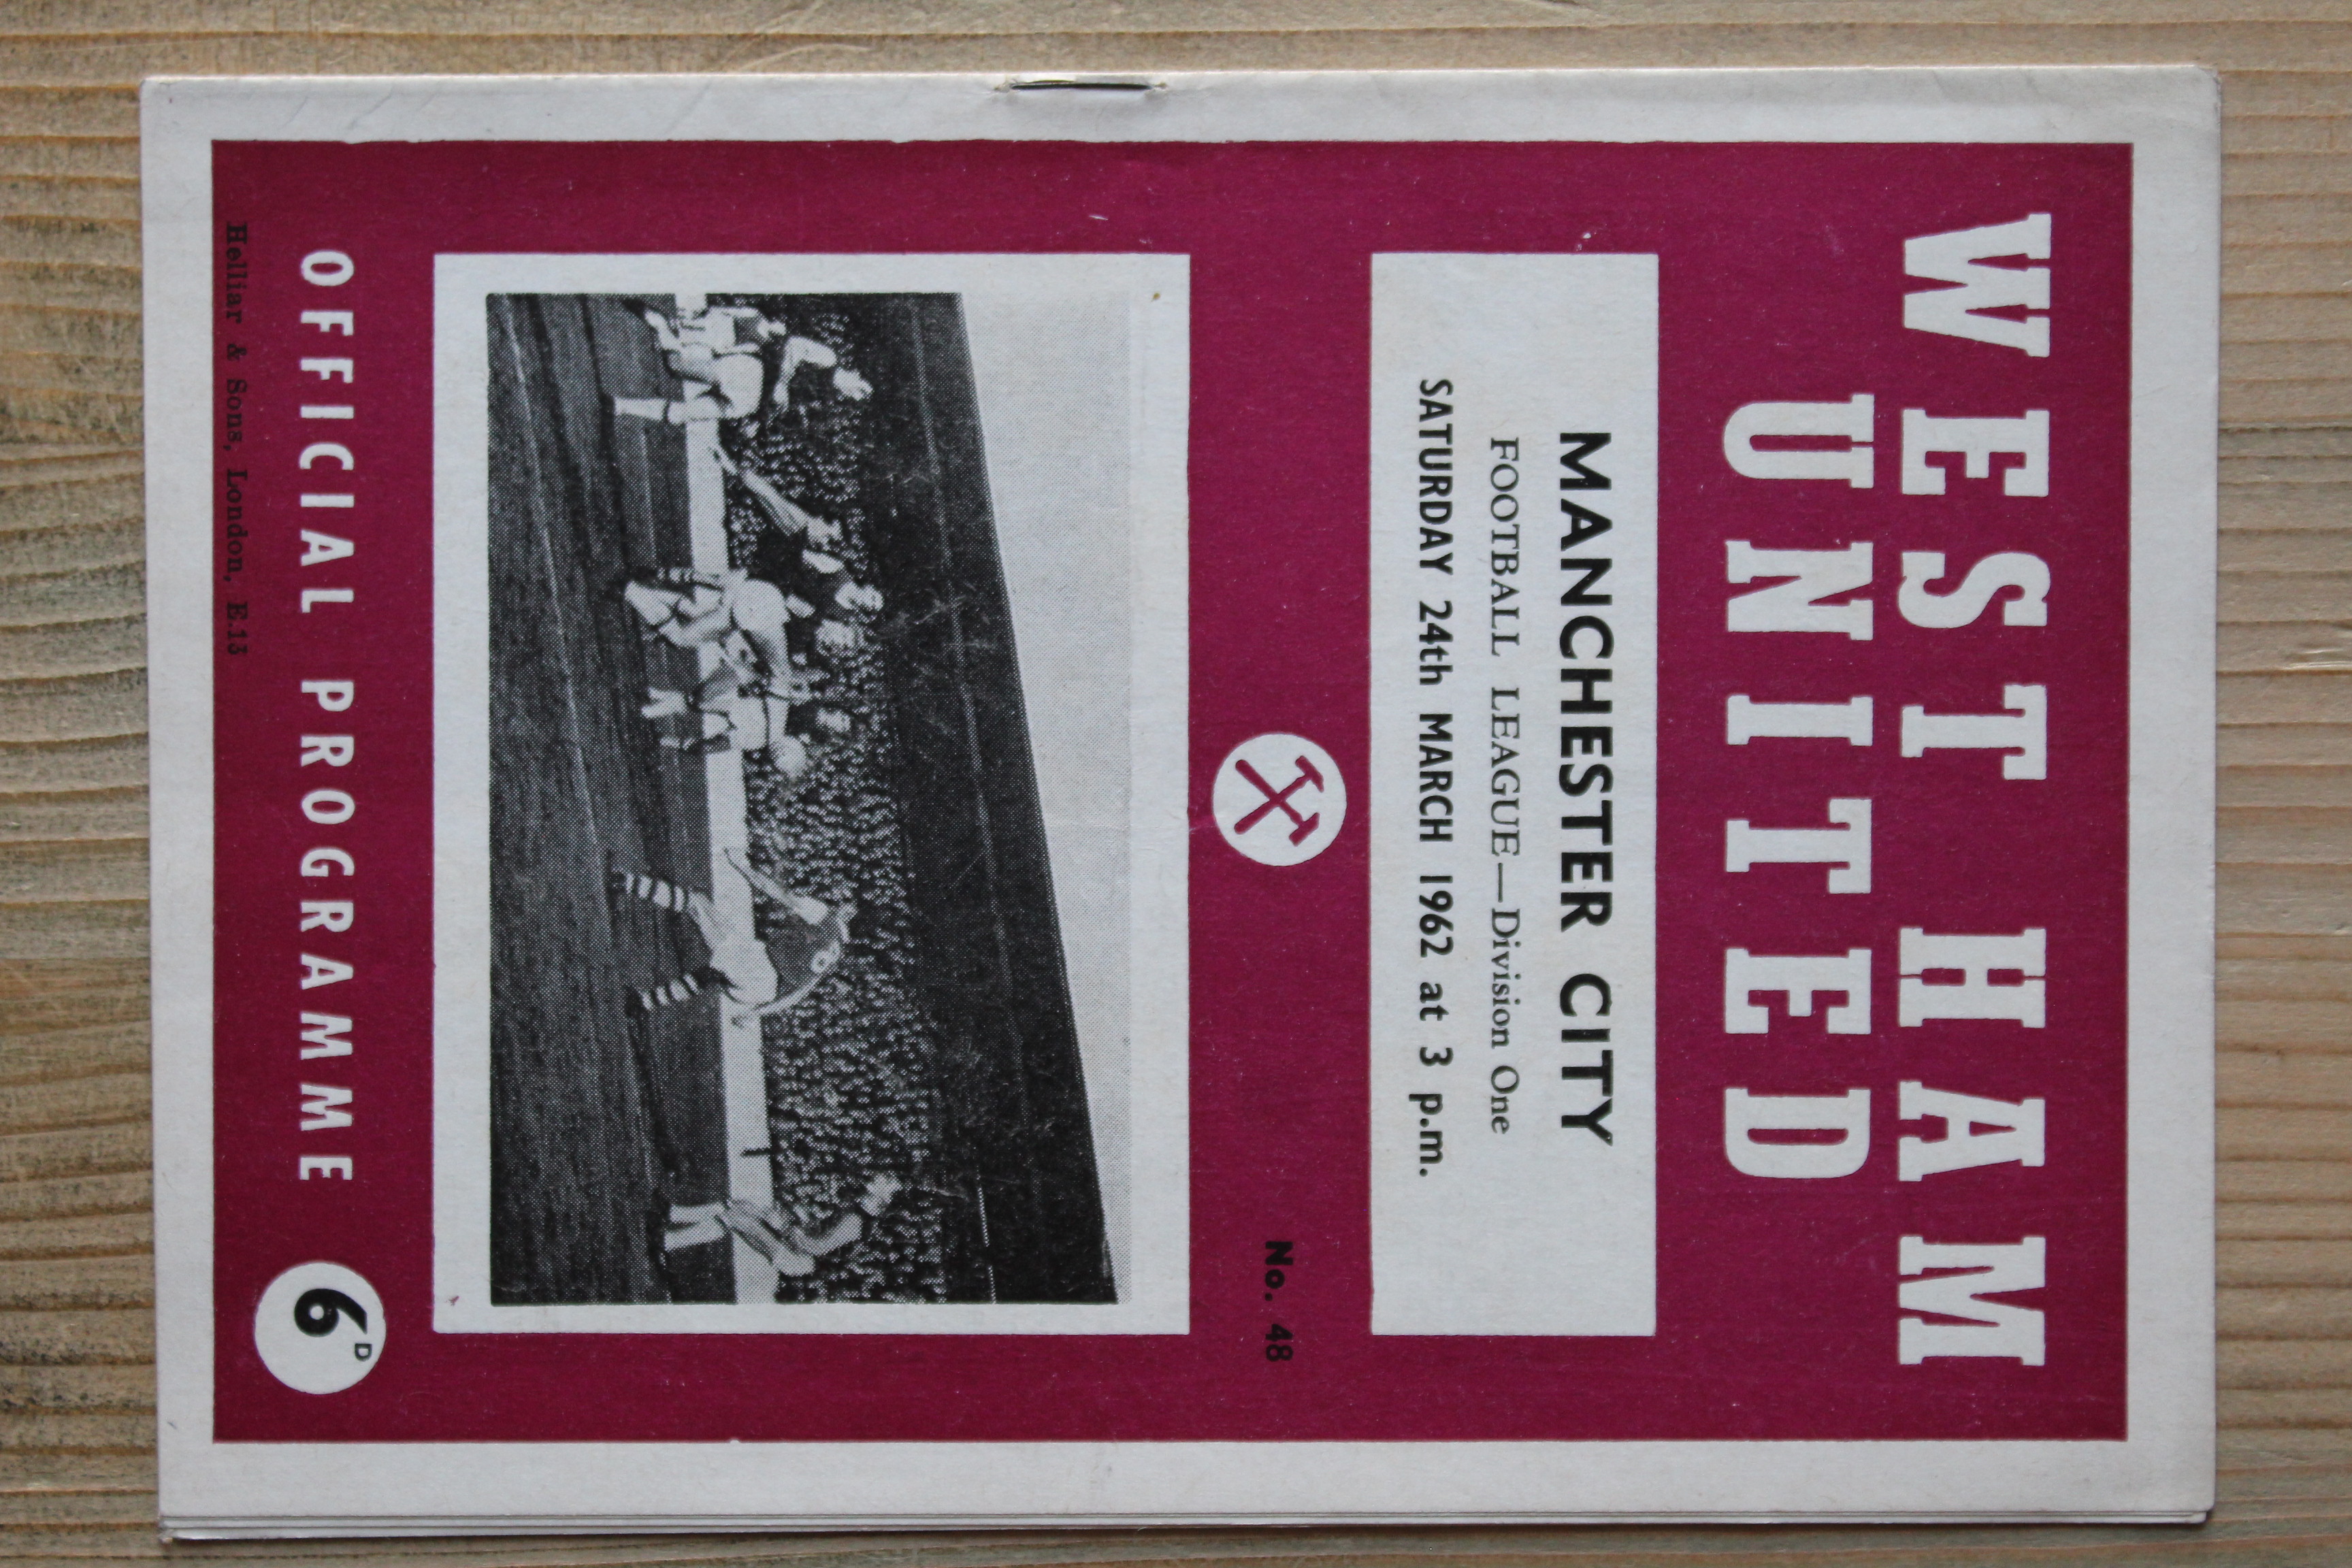 WEST HAM
UNITED
MANCHESTER CITY
FOOTBALL LEAGUE—Division One
SATURDAY 24th MARCH 1962 at 3 p.m.
No. 48
OFFICIAL PROGRAMME
6D
Helliar & Sons, London, E.13